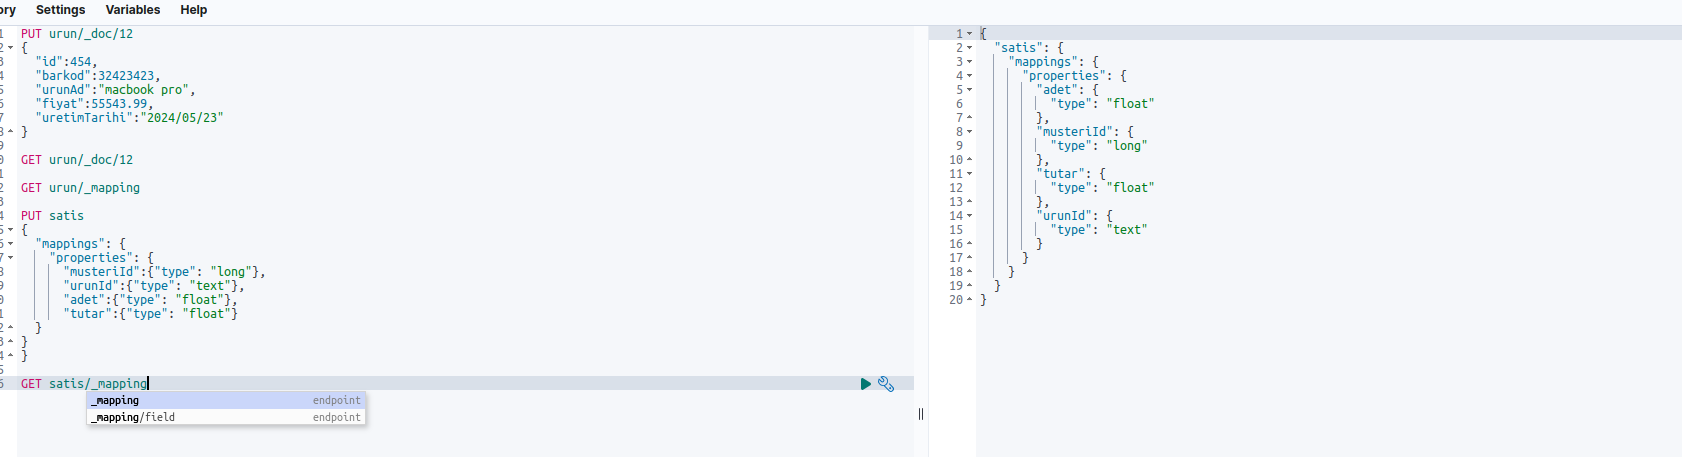 ory Settings Variables Help
1 PUT urun/_doc/12
2 {
3 "id":454,
4 "barkod":32423423,
5 "urunAd":"macbook pro",
6 "fiyat":55543.99,
7 "uretimTarihi":"2024/05/23"
8 }
9
0 GET urun/_doc/12
1
2 GET urun/_mapping
3
4 PUT satis
5 {
6 "mappings": {
7 "properties": {
8 "musteriId":{"type": "long"},
9 "urunId":{"type": "text"},
0 "adet":{"type": "float"},
1 "tutar":{"type": "float"}
2 }
3 }
4 }
5
6 GET satis/_mapping
_mapping endpoint
_mapping/field endpoint
1 {
2 "satis": {
3 "mappings": {
4 "properties": {
5 "adet": {
6 "type": "float"
7 },
8 "musteriId": {
9 "type": "long"
10 },
11 "tutar": {
12 "type": "float"
13 },
14 "urunId": {
15 "type": "text"
16 }
17 }
18 }
19 }
20 }